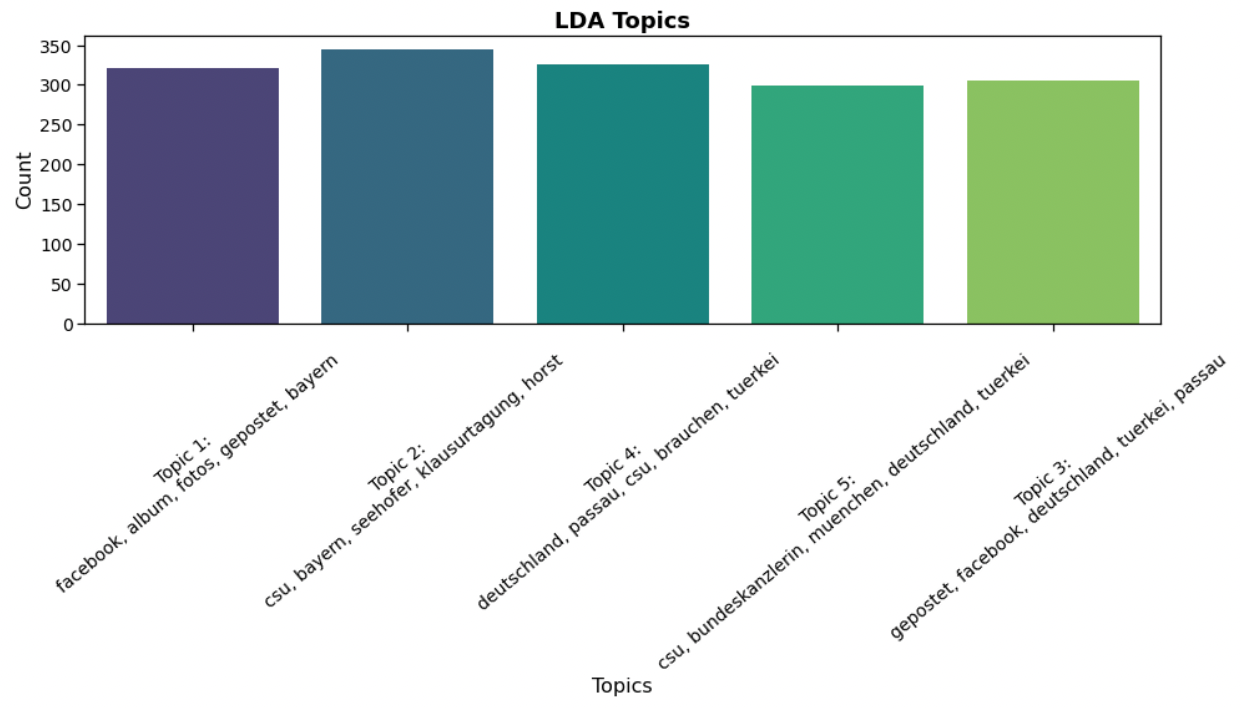 LDA Topics
350
300
250
200
150
100
50
0
Count
Topic 1:
facebook, album, fotos, gepostet, bayern
Topic 2:
csu, bayern, seehofer, klausurtagung, horst
Topic 4:
deutschland, passau, csu, brauchen, tuerkei
Topic 5:
csu, bundeskanzlerin, muenchen, deutschland, tuerkei
Topic 3:
gepostet, facebook, deutschland, tuerkei, passau
Topics